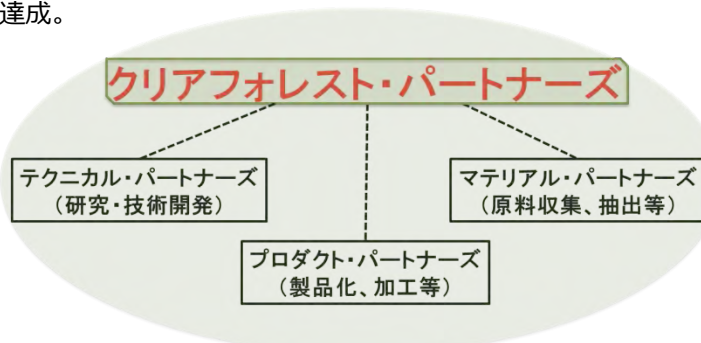 達成。
クリアフォレスト・パートナーズ
テクニカル・パートナーズ
（研究・技術開発）
マテリアル・パートナーズ
（原料収集、抽出等）
プロダクト・パートナーズ
（製品化、加工等）